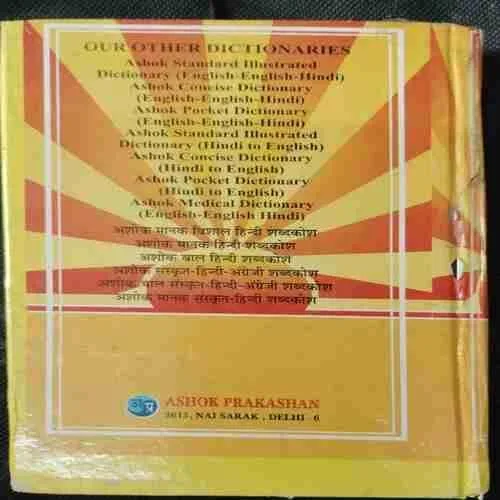 OUR OTHER DICTIONARIES
Ashok Standard Illustrated
Dictionary (English-English-Hindi)
Ashok Concise Dictionary
(English-English-Hindi)
Ashok Pocket Dictionary
(English-English-Hindi)
Ashok Standard Illustrated
Dictionary (Hindi to English)
Ashok Concise Dictionary
(Hindi to English)
Ashok Pocket Dictionary
(Hindi to English)
Ashok Medical Dictionary
(English-English Hindi)
अशोक मानक विशाल हिन्दी शब्दकोश
अशोक मानक हिन्दी शब्दकोश
अशोक बाल हिन्दी शब्दकोश
अशोक संस्कृत-हिन्दी-अंग्रेजी शब्दकोश
अशोक बाल संस्कृत-हिन्दी-अंग्रेजी शब्दकोश
अशोक मानक संस्कृत-हिन्दी शब्दकोश
अ प्र ASHOK PRAKASHAN
2615, NAI SARAK, DELHI-6